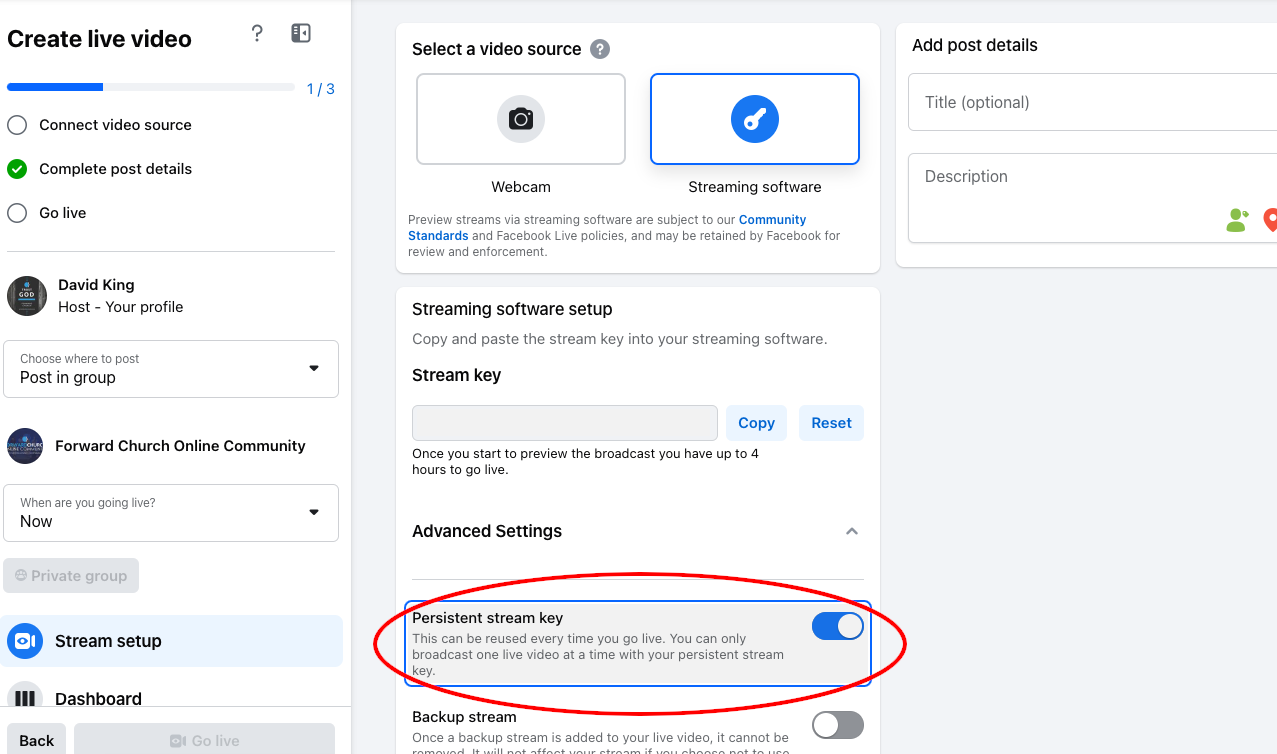 Create live video
?
1 / 3
Connect video source
Complete post details
Go live
David King
Host - Your profile
Choose where to post
Post in group
Forward Church Online Community
When are you going live?
Now
Private group
Stream setup
Dashboard
Back
Go live
Select a video source ?
Webcam
Streaming software
Preview streams via streaming software are subject to our Community
Standards and Facebook Live policies, and may be retained by Facebook for
review and enforcement.
Streaming software setup
Copy and paste the stream key into your streaming software.
Stream key
Copy
Reset
Once you start to preview the broadcast you have up to 4
hours to go live.
Advanced Settings
Persistent stream key
This can be reused every time you go live. You can only
broadcast one live video at a time with your persistent stream
key.
Backup stream
Once a backup stream is added to your live video, it cannot be
removed. It will not affect your stream if you choose not to use
Add post details
Title (optional)
Description